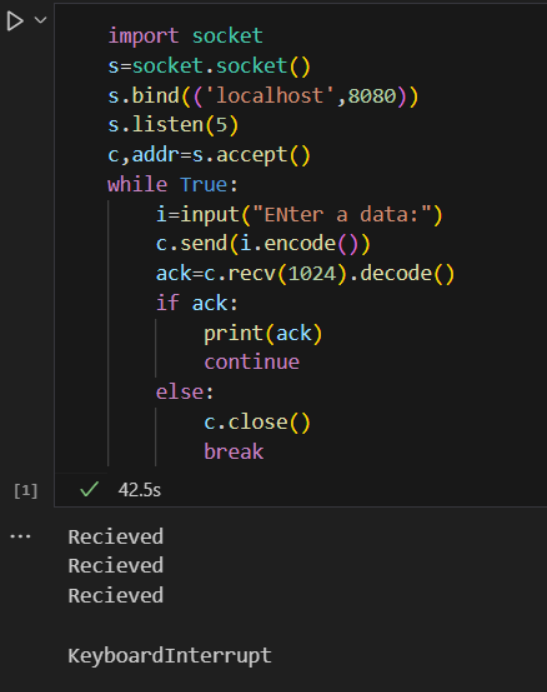 import socket
s=socket.socket()
s.bind(('localhost',8080))
s.listen(5)
c,addr=s.accept()
while True:
    i=input("ENter a data:")
    c.send(i.encode())
    ack=c.recv(1024).decode()
    if ack:
        print(ack)
        continue
    else:
        c.close()
        break
[1] 42.5s
Recieved
Recieved
Recieved
KeyboardInterrupt